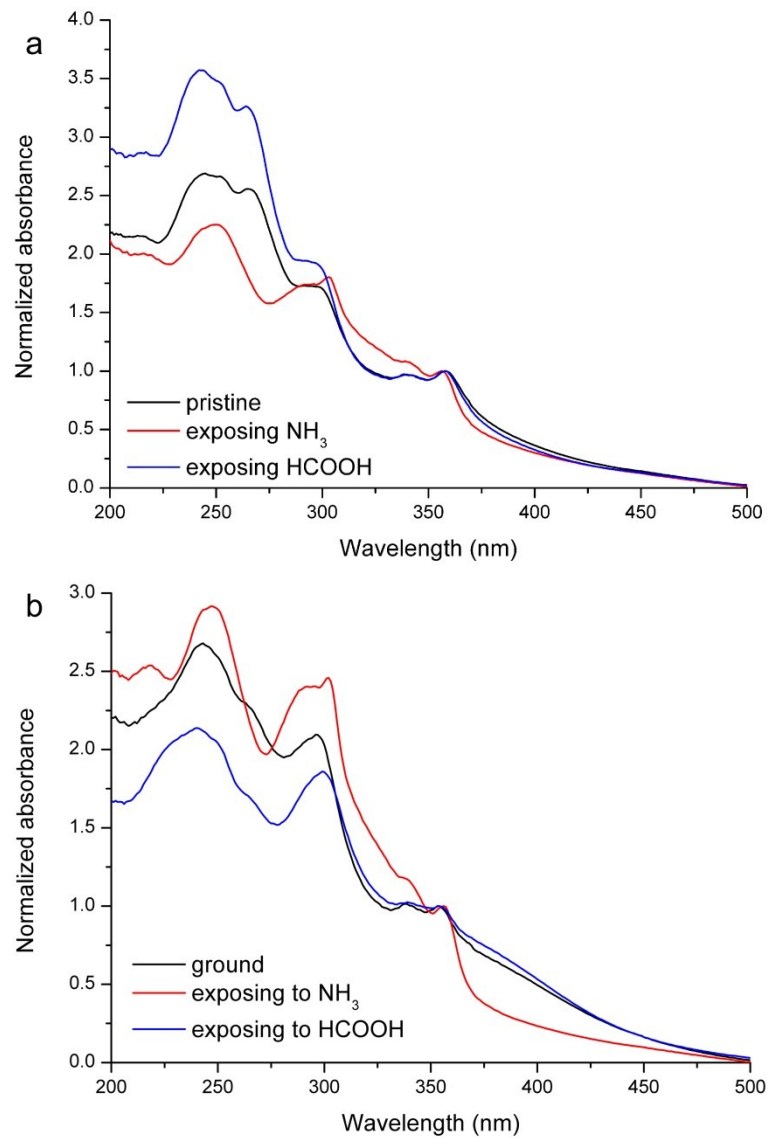 a
4.0
3.5
3.0
2.5
2.0
1.5
1.0
0.5
0.0
Normalized absorbance
pristine
exposing NH3
exposing HCOOH
200 250 300 350 400 450 500
Wavelength (nm)
b
3.0
2.5
2.0
1.5
1.0
0.5
0.0
Normalized absorbance
ground
exposing to NH3
exposing to HCOOH
200 250 300 350 400 450 500
Wavelength (nm)